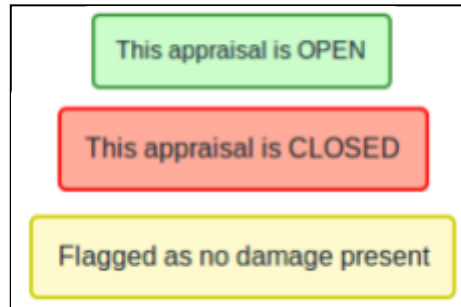 This appraisal is OPEN
This appraisal is CLOSED
Flagged as no damage present